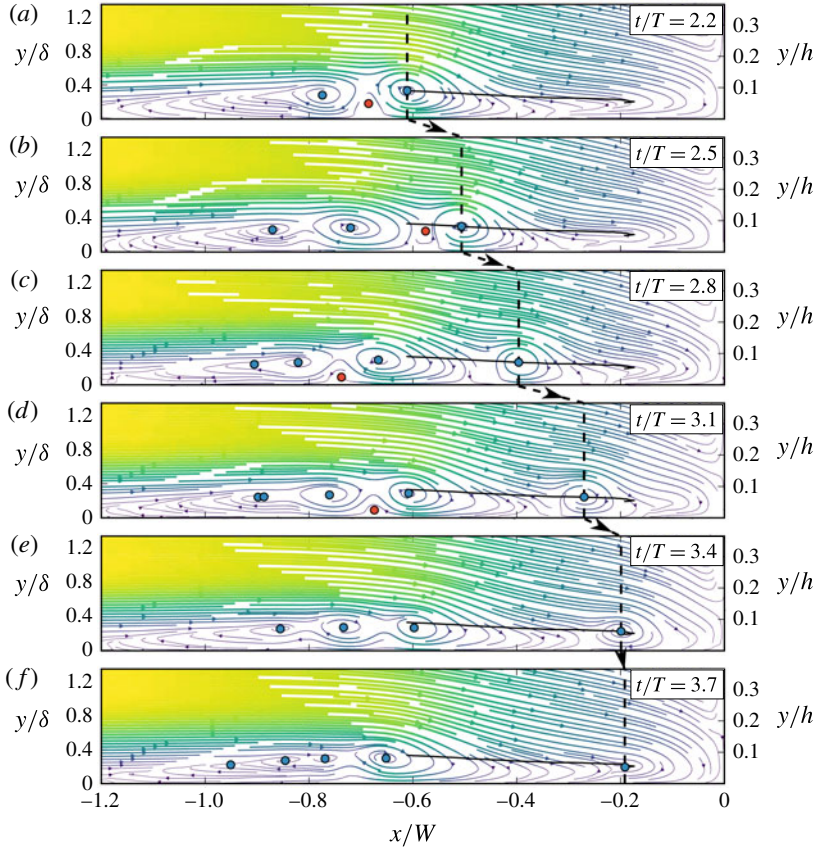 (a) 1.2 0.8 0.4 0 y/δ t/T = 2.2 0.3 0.2 0.1 y/h
(b) 1.2 0.8 0.4 0 y/δ t/T = 2.5 0.3 0.2 0.1 y/h
(c) 1.2 0.8 0.4 0 y/δ t/T = 2.8 0.3 0.2 0.1 y/h
(d) 1.2 0.8 0.4 0 y/δ t/T = 3.1 0.3 0.2 0.1 y/h
(e) 1.2 0.8 0.4 0 y/δ t/T = 3.4 0.3 0.2 0.1 y/h
(f) 1.2 0.8 0.4 0 y/δ t/T = 3.7 0.3 0.2 0.1 y/h
–1.2 –1.0 –0.8 –0.6 –0.4 –0.2 0
x/W